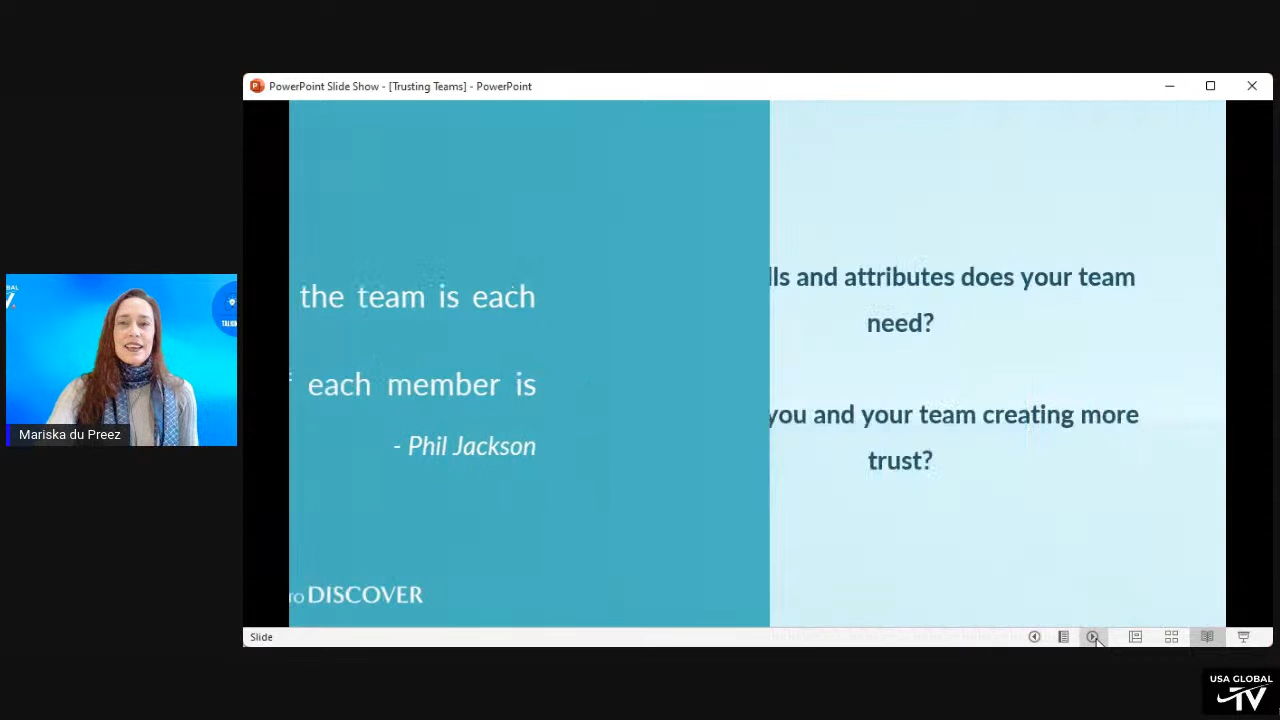 PowerPoint Slide Show - [Trusting Teams] - PowerPoint
the team is each
each member is
- Phil Jackson
DISCOVER
and attributes does your team
need?
you and your team creating more
trust?
TALKIN
Mariska du Preez
Slide
USA GLOBAL
TV